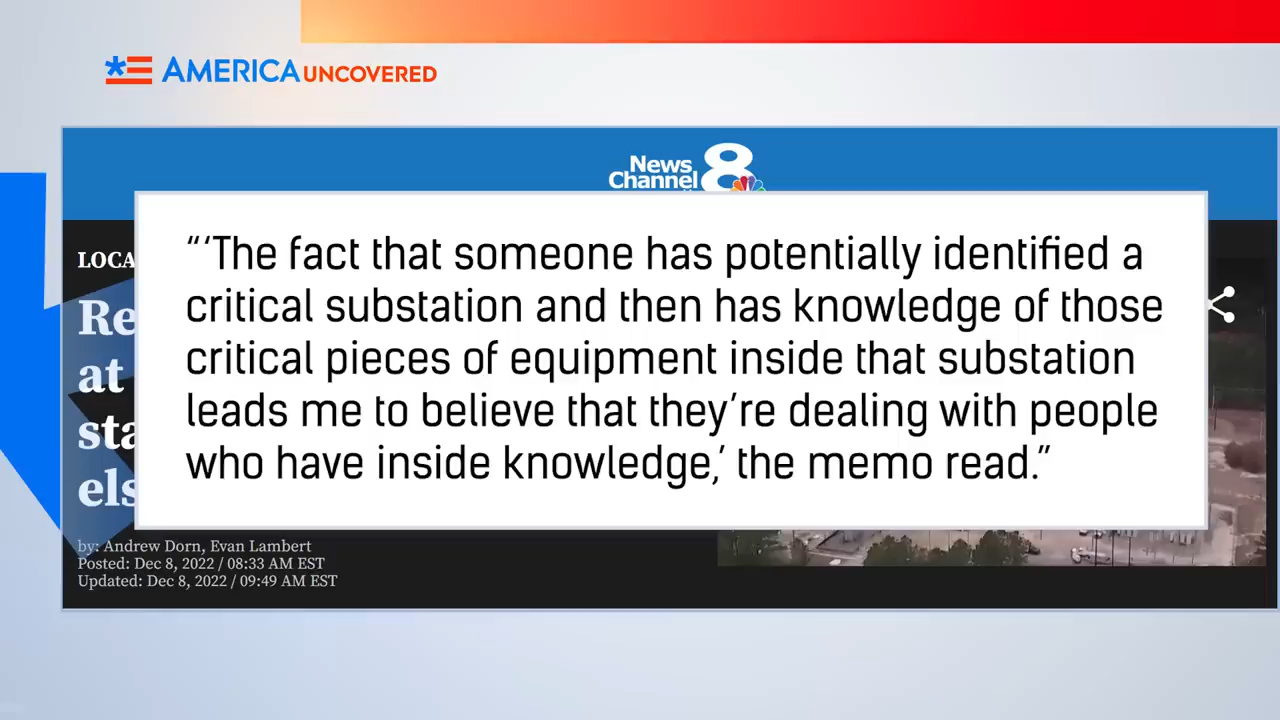 AMERICA UNCOVERED
News
Channel 8
“‘The fact that someone has potentially identified a
critical substation and then has knowledge of those
critical pieces of equipment inside that substation
leads me to believe that they’re dealing with people
who have inside knowledge,’ the memo read.”
LOCA
Re
at
sta
els
by: Andrew Dorn, Evan Lambert
Posted: Dec 8, 2022 / 08:33 AM EST
Updated: Dec 8, 2022 / 09:49 AM EST